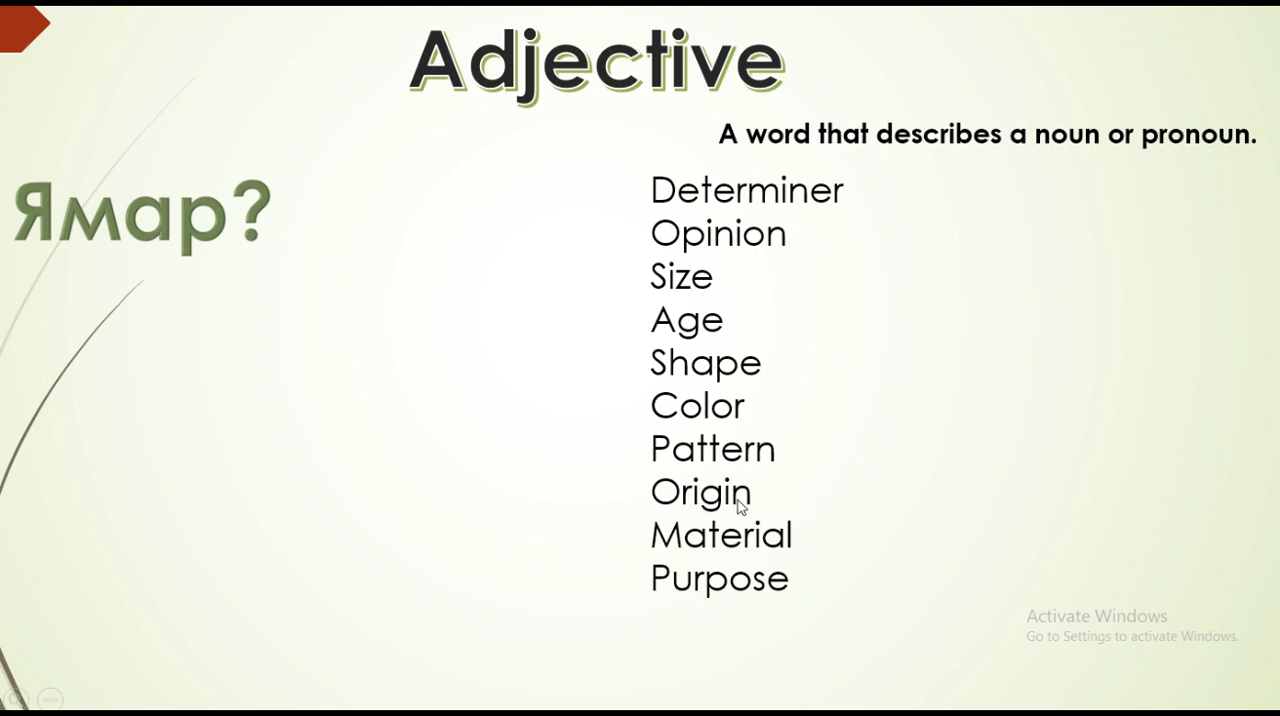 Adjective
A word that describes a noun or pronoun.
Ямар?
Determiner
Opinion
Size
Age
Shape
Color
Pattern
Origin
Material
Purpose
Activate Windows
Go to Settings to activate Windows.